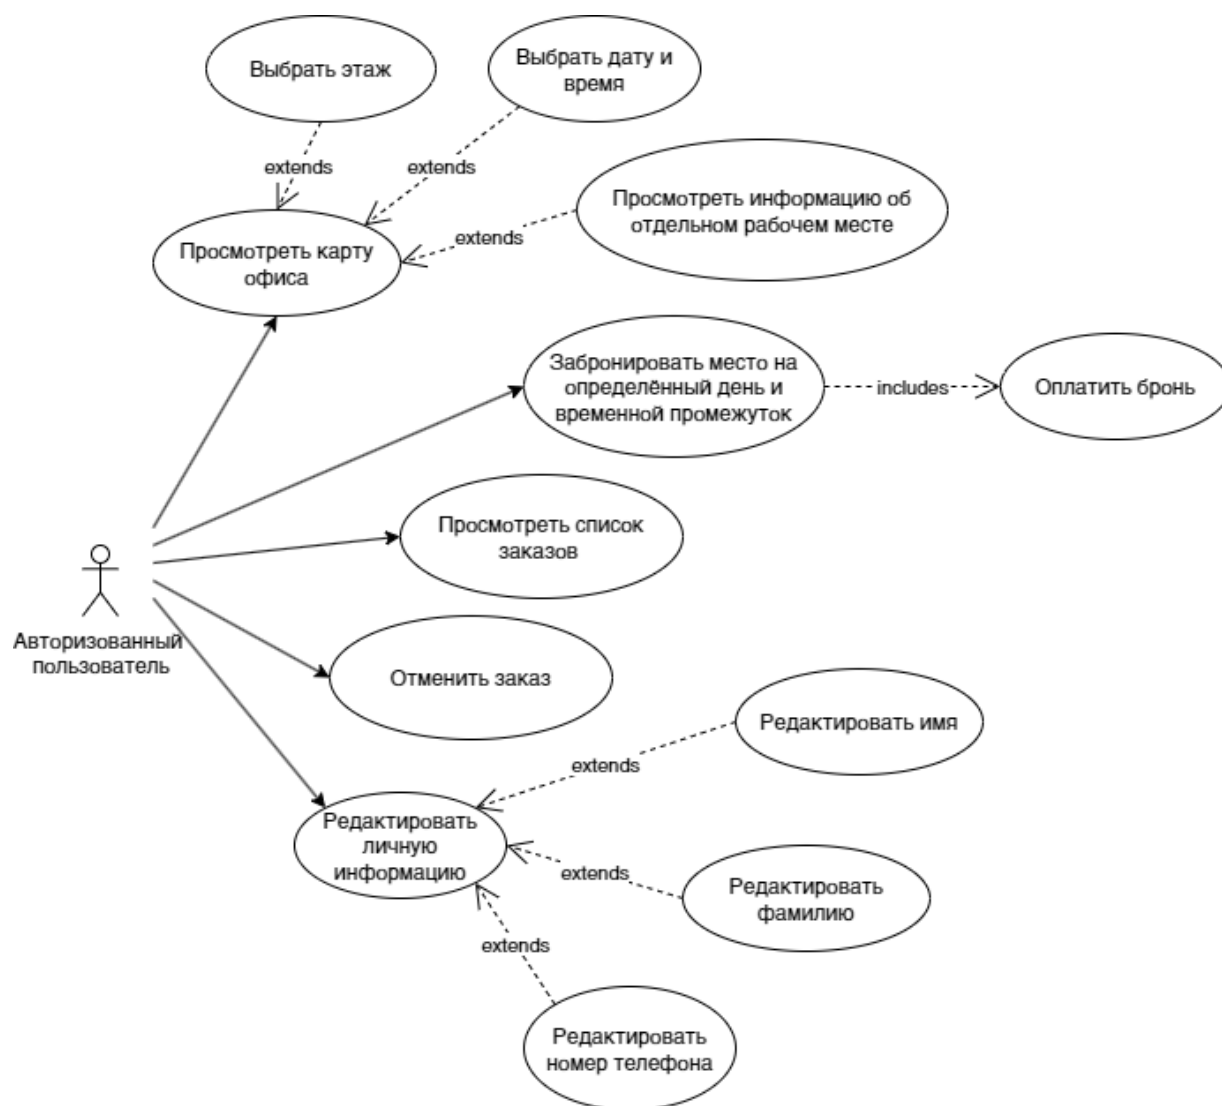 Выбрать этаж
Выбрать дату и
время
extends
extends
Просмотреть информацию об
отдельном рабочем месте
extends
Просмотреть карту
офиса
Забронировать место на
определённый день и
временной промежуток
includes
Оплатить бронь
Просмотреть список
заказов
Авторизованный
пользователь
Отменить заказ
Редактировать имя
extends
Редактировать
личную
информацию
extends
Редактировать
фамилию
extends
Редактировать
номер телефона